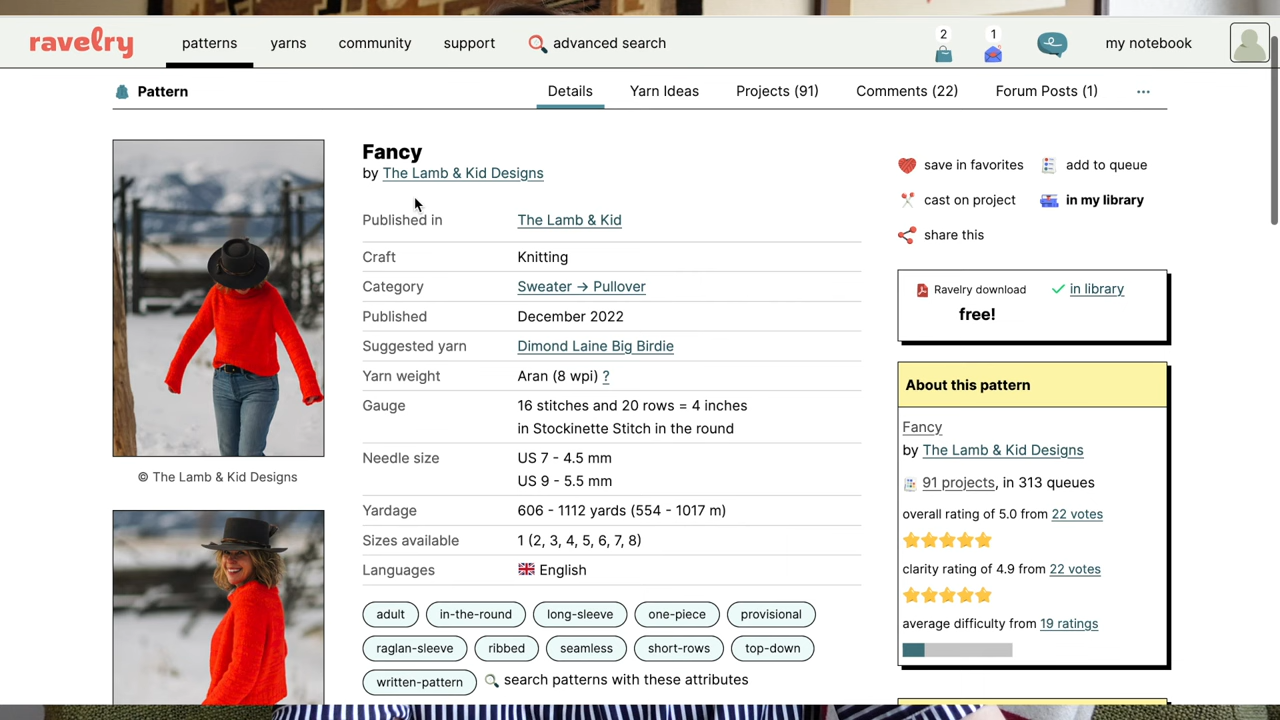 ravelry
patterns yarns community support advanced search 2 1 my notebook
Pattern
Details Yarn Ideas Projects (91) Comments (22) Forum Posts (1) ...
Fancy
by The Lamb & Kid Designs
Published in The Lamb & Kid
Craft Knitting
Category Sweater → Pullover
Published December 2022
Suggested yarn Dimond Laine Big Birdie
Yarn weight Aran (8 wpi) ?
Gauge 16 stitches and 20 rows = 4 inches
in Stockinette Stitch in the round
Needle size US 7 - 4.5 mm
US 9 - 5.5 mm
Yardage 606 - 1112 yards (554 - 1017 m)
Sizes available 1 (2, 3, 4, 5, 6, 7, 8)
Languages English
adult in-the-round long-sleeve one-piece provisional
raglan-sleeve ribbed seamless short-rows top-down
written-pattern search patterns with these attributes
© The Lamb & Kid Designs
save in favorites add to queue
cast on project in my library
share this
Ravelry download in library
free!
About this pattern
Fancy
by The Lamb & Kid Designs
91 projects, in 313 queues
overall rating of 5.0 from 22 votes
clarity rating of 4.9 from 22 votes
average difficulty from 19 ratings